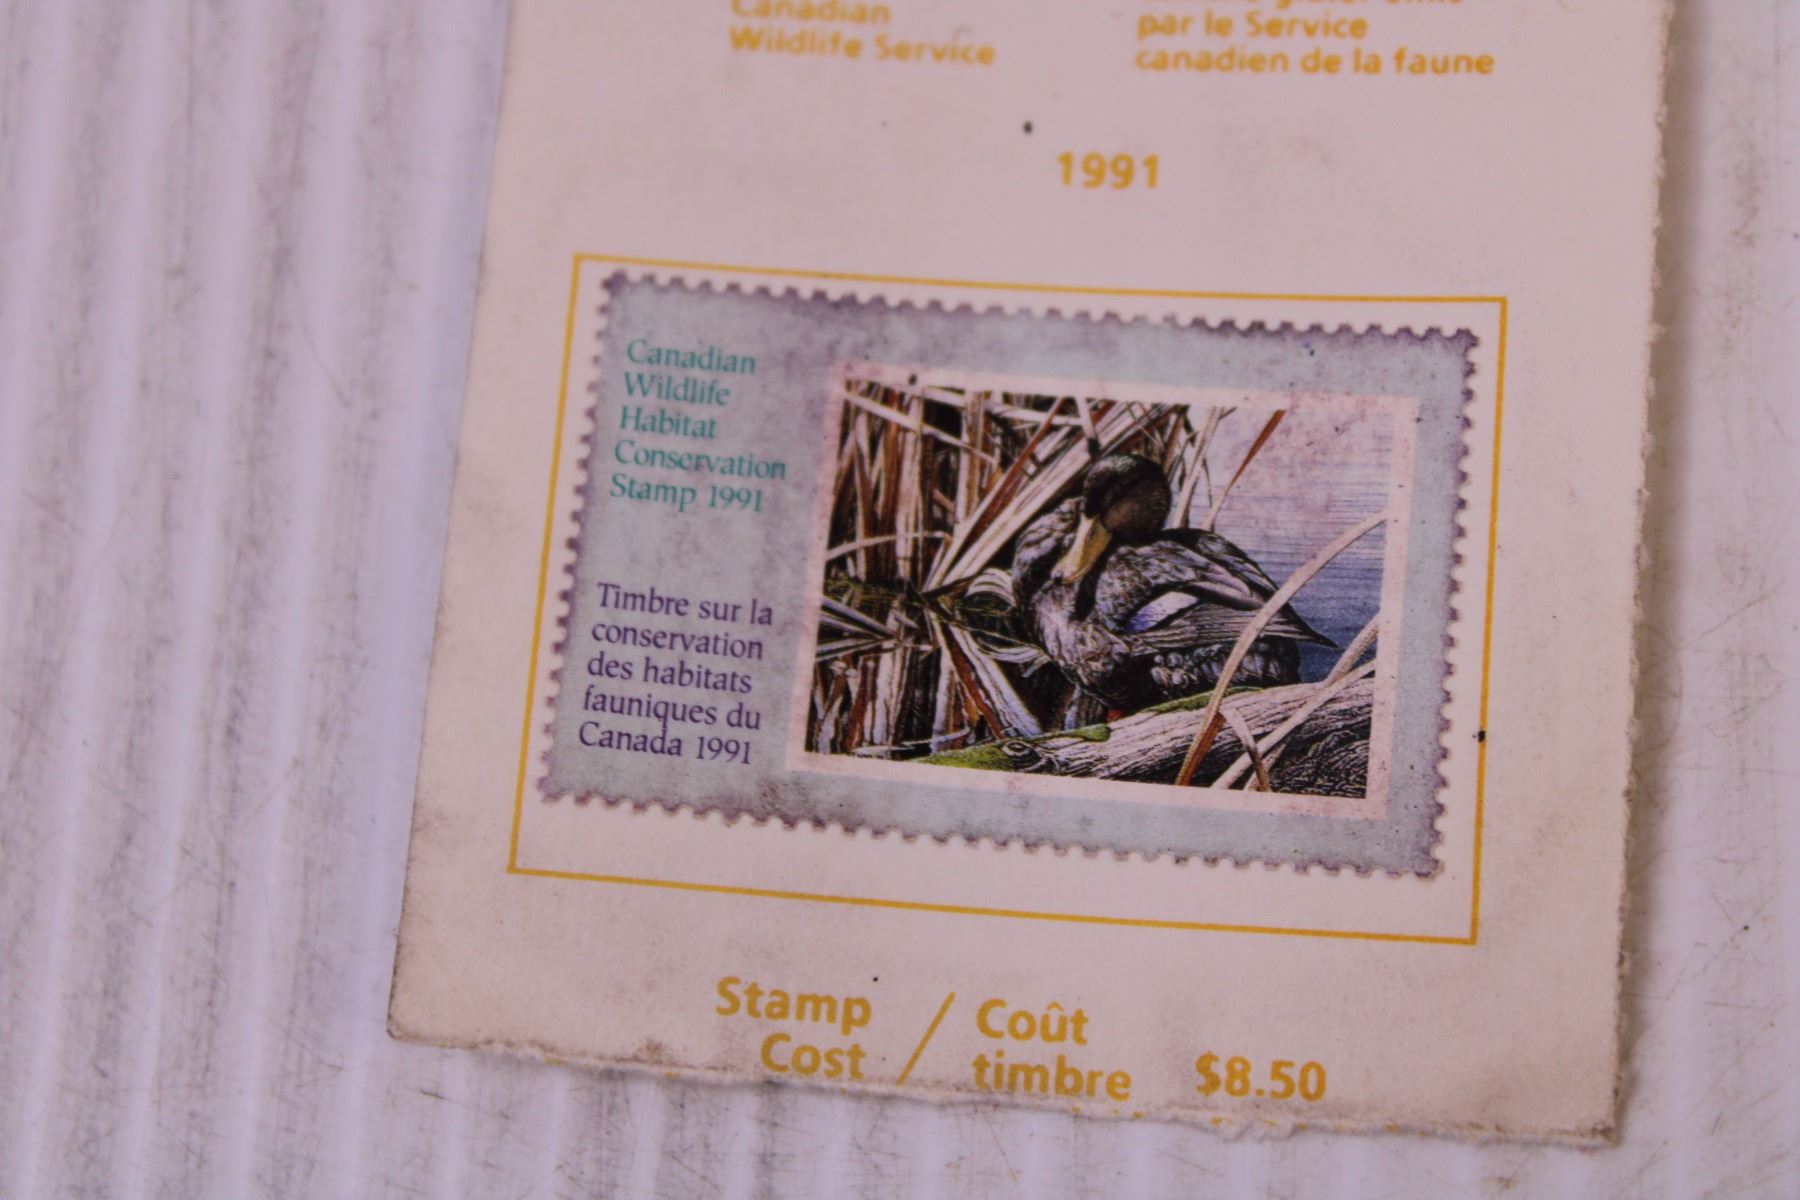 Canadian
Wildlife Service
par le Service
canadien de la faune
1991
Canadian
Wildlife
Habitat
Conservation
Stamp 1991
Timbre sur la
conservation
des habitats
fauniques du
Canada 1991
Stamp
Cost
/
Coût
timbre $8.50